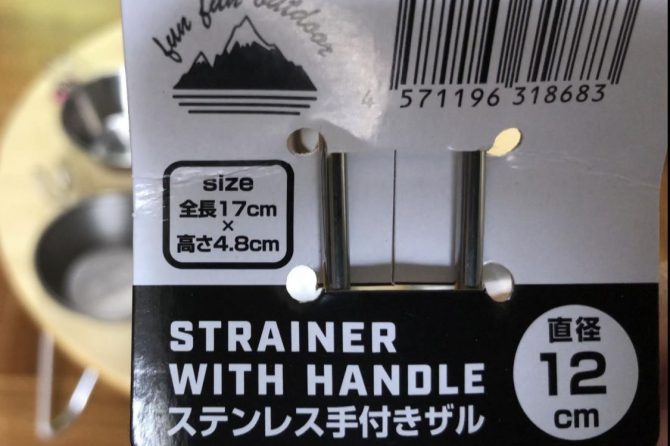 fun fun outdoor
4 571196 318683
size
全長17cm
×
高さ4.8cm
STRAINER
WITH HANDLE
ステンレス手付きザル
直径
12
cm